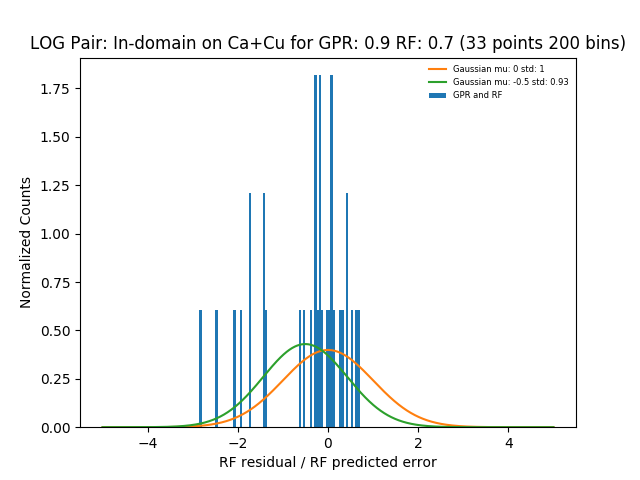 LOG Pair: In-domain on Ca+Cu for GPR: 0.9 RF: 0.7 (33 points 200 bins)
Gaussian mu: 0 std: 1
Gaussian mu: -0.5 std: 0.93
GPR and RF
Normalized Counts
1.75
1.50
1.25
1.00
0.75
0.50
0.25
0.00
−4 −2 0 2 4
RF residual / RF predicted error